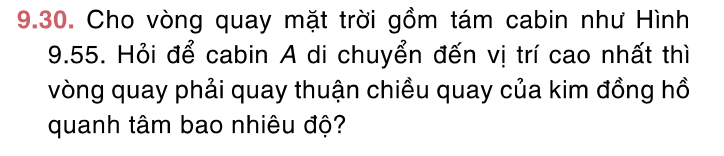 9.30. Cho vòng quay mặt trời gồm tám cabin như Hình
9.55. Hỏi để cabin A di chuyển đến vị trí cao nhất thì
vòng quay phải quay thuận chiều quay của kim đồng hồ
quanh tâm bao nhiêu độ?